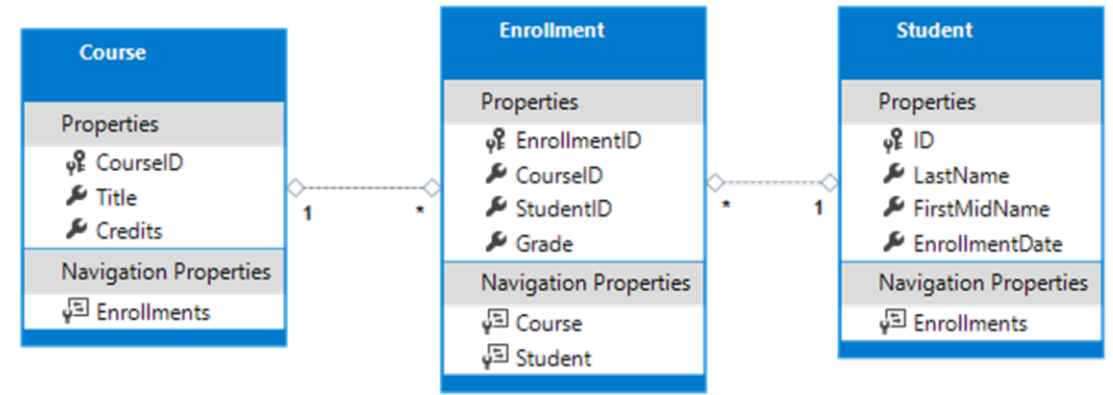 Course
Properties
CourseID
Title
Credits
Navigation Properties
Enrollments
1
*
Enrollment
Properties
EnrollmentID
CourseID
StudentID
Grade
Navigation Properties
Course
Student
*
1
Student
Properties
ID
LastName
FirstMidName
EnrollmentDate
Navigation Properties
Enrollments